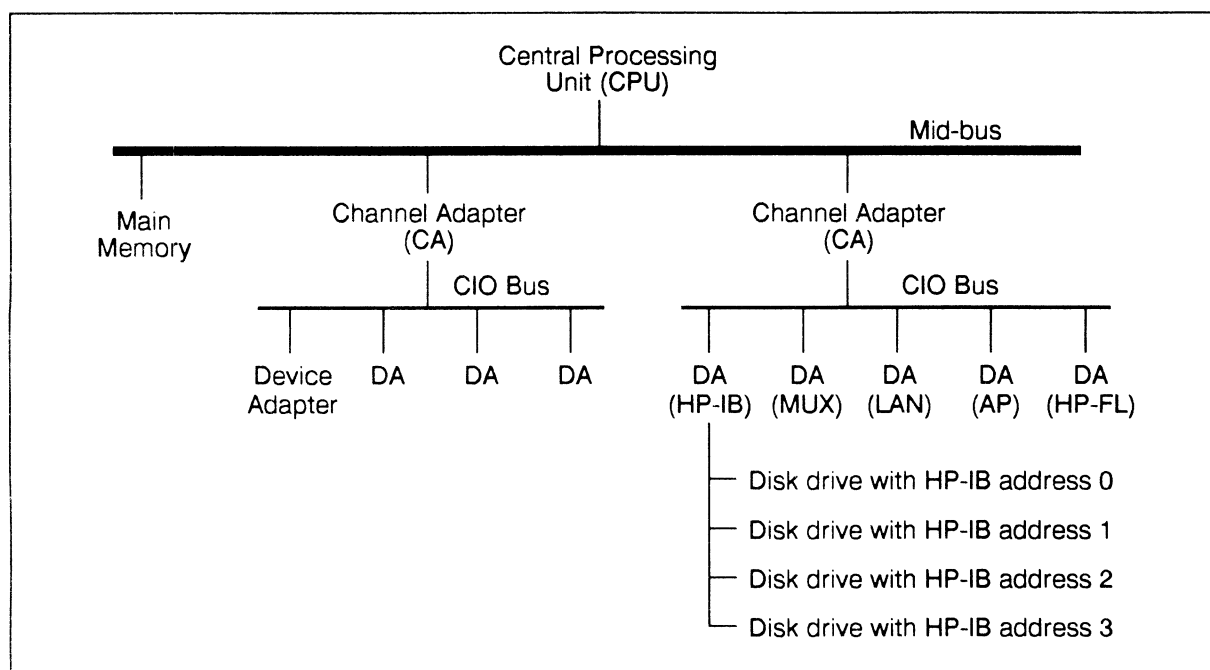 Central Processing
Unit (CPU)
Mid-bus
Main
Memory
Channel Adapter
(CA)
Channel Adapter
(CA)
CIO Bus
CIO Bus
Device
Adapter
DA
DA
DA
DA
(HP-IB)
DA
(MUX)
DA
(LAN)
DA
(AP)
DA
(HP-FL)
Disk drive with HP-IB address 0
Disk drive with HP-IB address 1
Disk drive with HP-IB address 2
Disk drive with HP-IB address 3